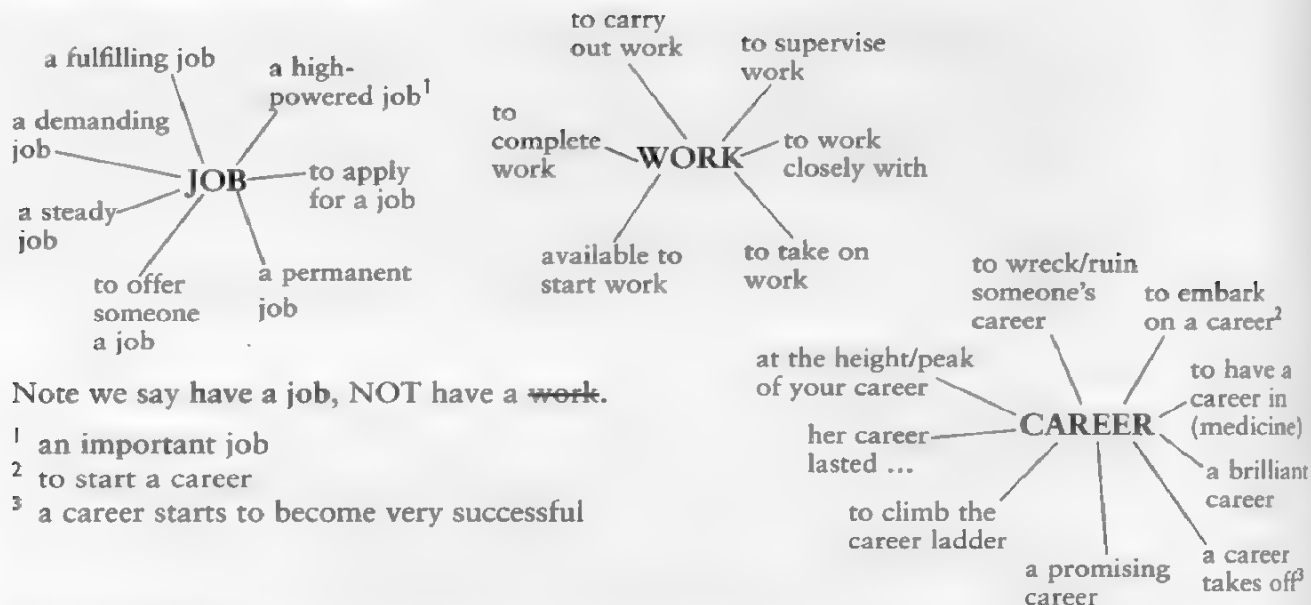 a fulfilling job
a high-
powered job¹
a demanding
job
JOB
to apply
for a job
a steady
job
to offer
someone
a job
a permanent
job
to carry
out work
to supervise
work
to
complete
work
WORK
to work
closely with
available to
start work
to take on
work
to wreck/ruin
someone's
career
to embark
on a career²
at the height/peak
of your career
to have a
career in
(medicine)
CAREER
her career
lasted ...
a brilliant
career
to climb the
career ladder
a promising
career
a career
takes off³
Note we say have a job, NOT have a work.
¹ an important job
² to start a career
³ a career starts to become very successful